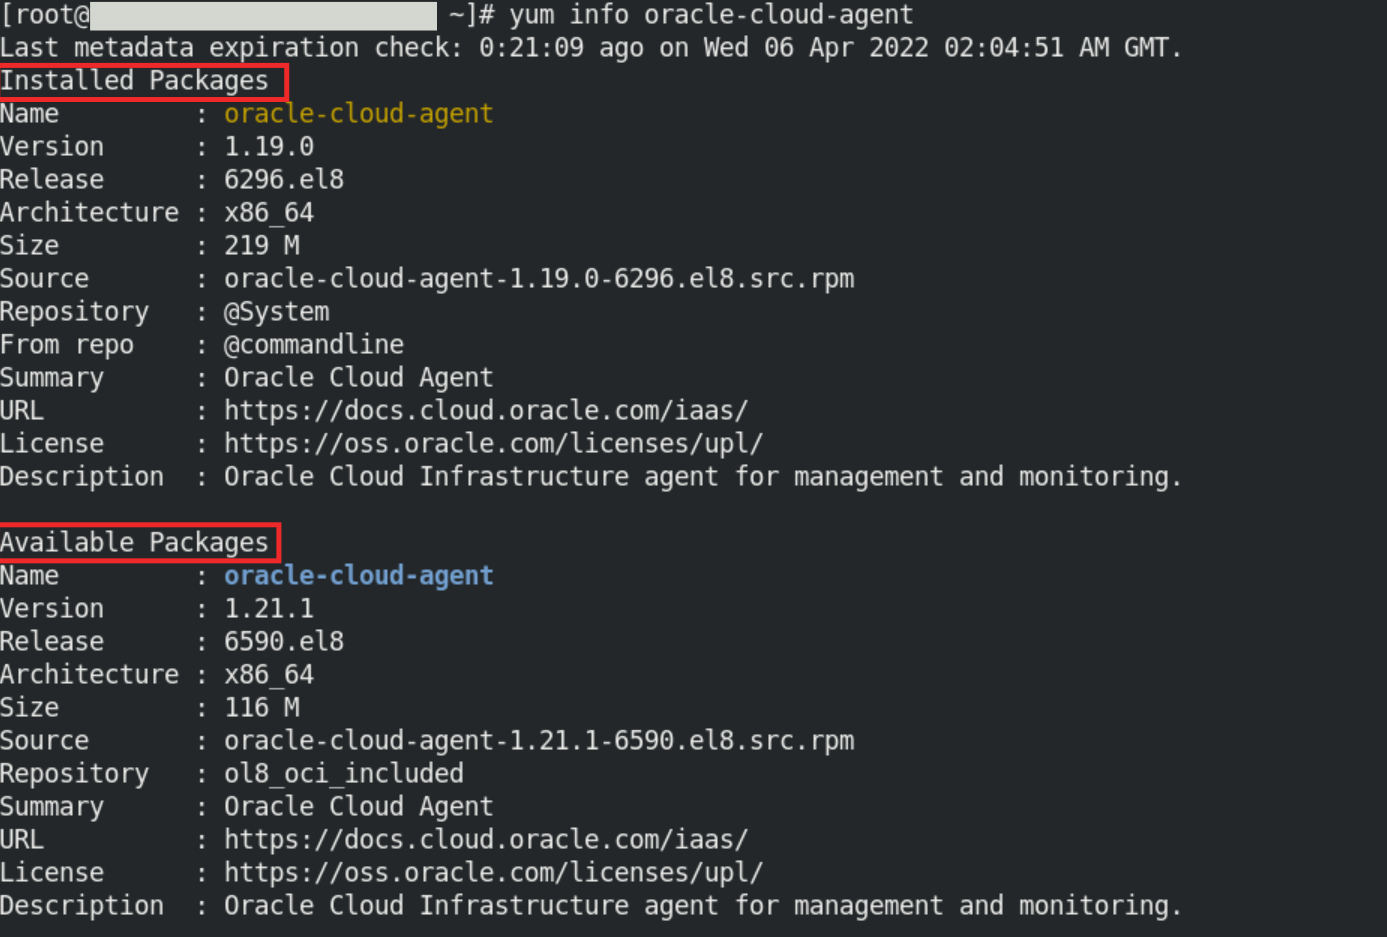 [root@ ~]# yum info oracle-cloud-agent
Last metadata expiration check: 0:21:09 ago on Wed 06 Apr 2022 02:04:51 AM GMT.
Installed Packages
Name         : oracle-cloud-agent
Version      : 1.19.0
Release      : 6296.el8
Architecture : x86_64
Size         : 219 M
Source       : oracle-cloud-agent-1.19.0-6296.el8.src.rpm
Repository   : @System
From repo    : @commandline
Summary      : Oracle Cloud Agent
URL          : https://docs.cloud.oracle.com/iaas/
License      : https://oss.oracle.com/licenses/upl/
Description  : Oracle Cloud Infrastructure agent for management and monitoring.

Available Packages
Name         : oracle-cloud-agent
Version      : 1.21.1
Release      : 6590.el8
Architecture : x86_64
Size         : 116 M
Source       : oracle-cloud-agent-1.21.1-6590.el8.src.rpm
Repository   : ol8_oci_included
Summary      : Oracle Cloud Agent
URL          : https://docs.cloud.oracle.com/iaas/
License      : https://oss.oracle.com/licenses/upl/
Description  : Oracle Cloud Infrastructure agent for management and monitoring.